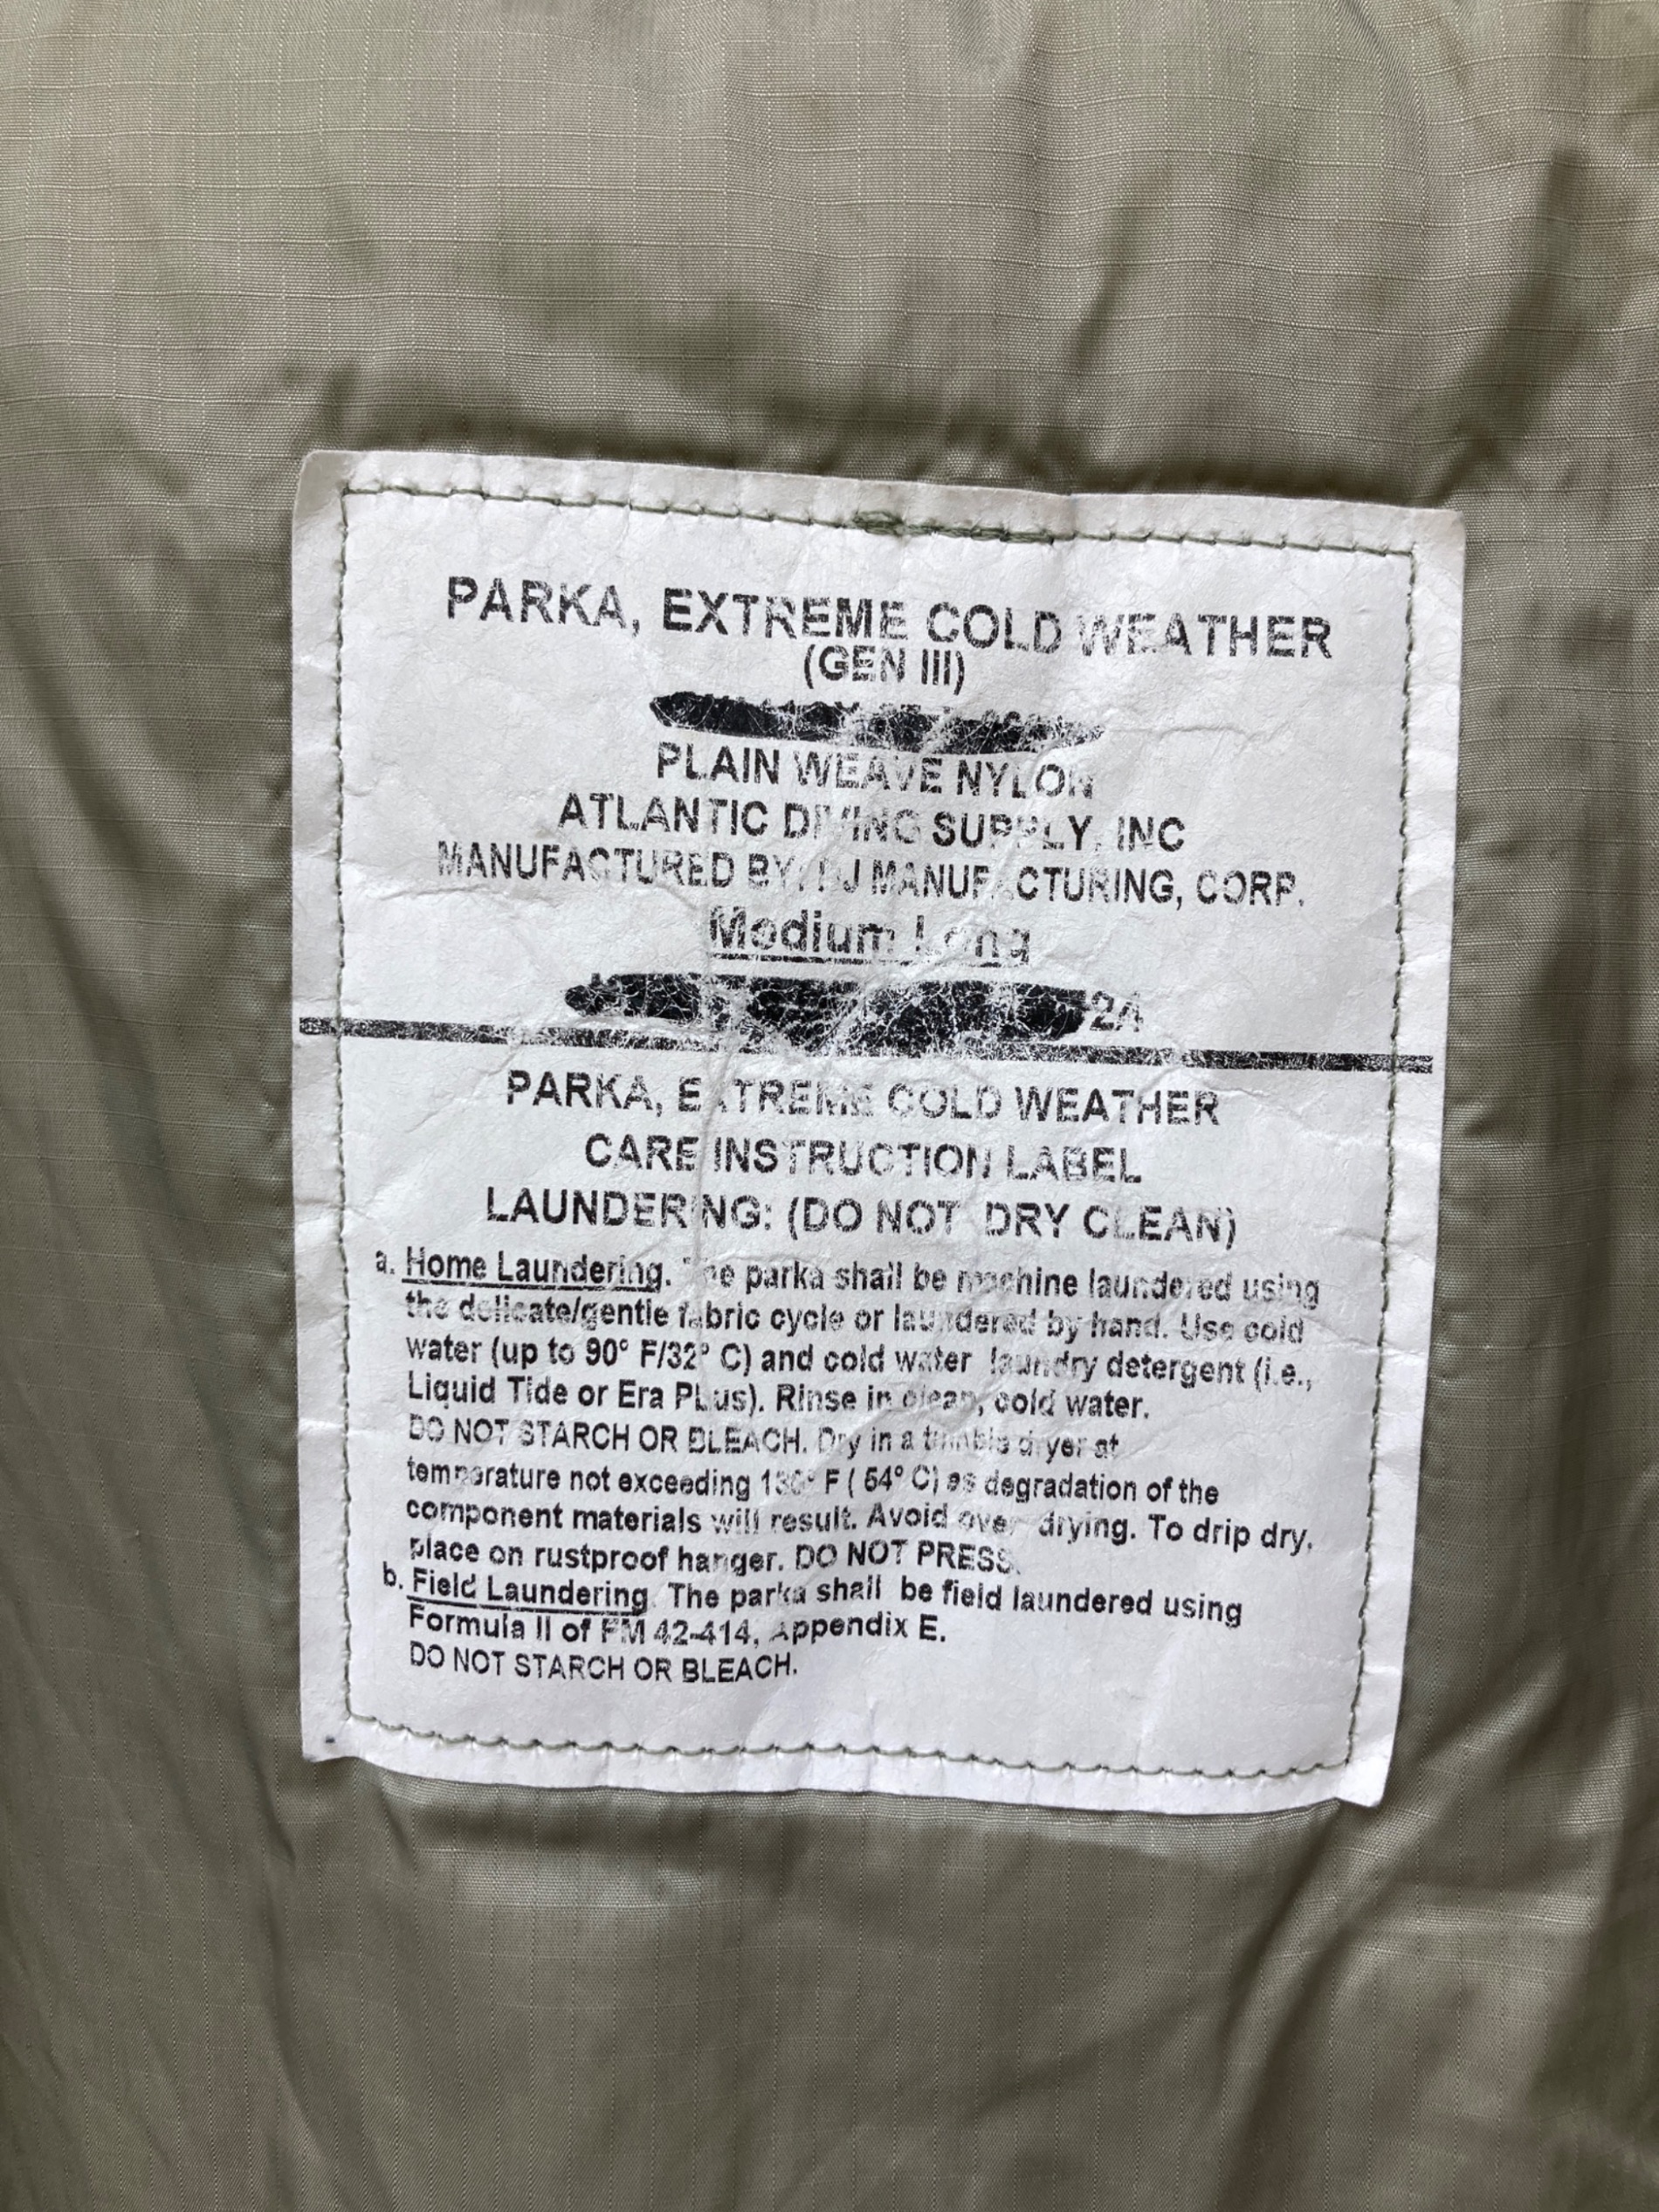 PARKA, EXTREME COLD WEATHER
(GEN III)
PLAIN WEAVE NYLON
ATLANTIC DIVING SUPPLY, INC
MANUFACTURED BY: DJ MANUFACTURING, CORP.
Medium Long
2A
PARKA, EXTREME COLD WEATHER
CARE INSTRUCTION LABEL
LAUNDERING: (DO NOT DRY CLEAN)
a. Home Laundering. The parka shall be machine laundered using
the delicate/gentle fabric cycle or laundered by hand. Use cold
water (up to 90° F/32° C) and cold water laundry detergent (i.e.,
Liquid Tide or Era Plus). Rinse in clean, cold water.
DO NOT STARCH OR BLEACH. Dry in a tumble dryer at
temperature not exceeding 130° F ( 54° C) as degradation of the
component materials will result. Avoid over drying. To drip dry,
place on rustproof hanger. DO NOT PRESS.
b. Field Laundering. The parka shall be field laundered using
Formula II of FM 42-414, Appendix E.
DO NOT STARCH OR BLEACH.